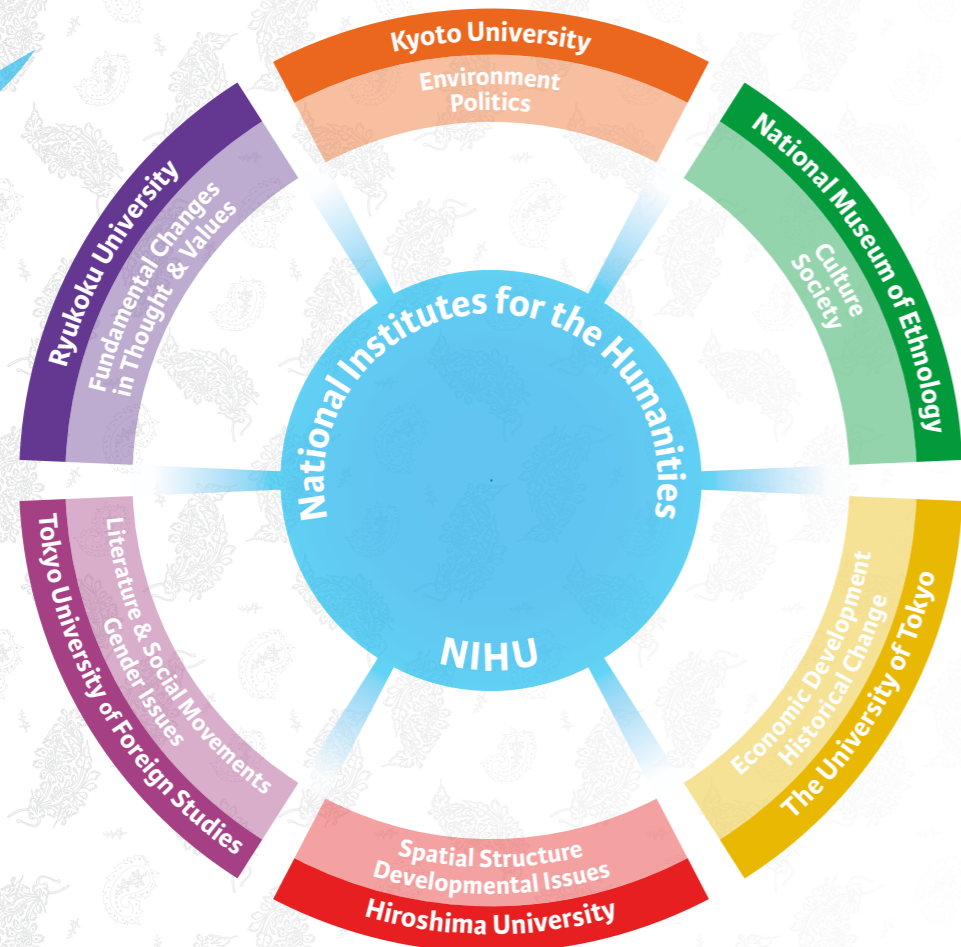 Kyoto University
Environment
Politics
National Museum of Ethnology
Culture
Society
The University of Tokyo
Economic Development
Historical Change
Hiroshima University
Spatial Structure
Developmental Issues
Tokyo University of Foreign Studies
Literature & Social Movements
Gender Issues
Ryukoku University
Fundamental Changes
in Thought & Values
National Institutes for the Humanities
NIHU